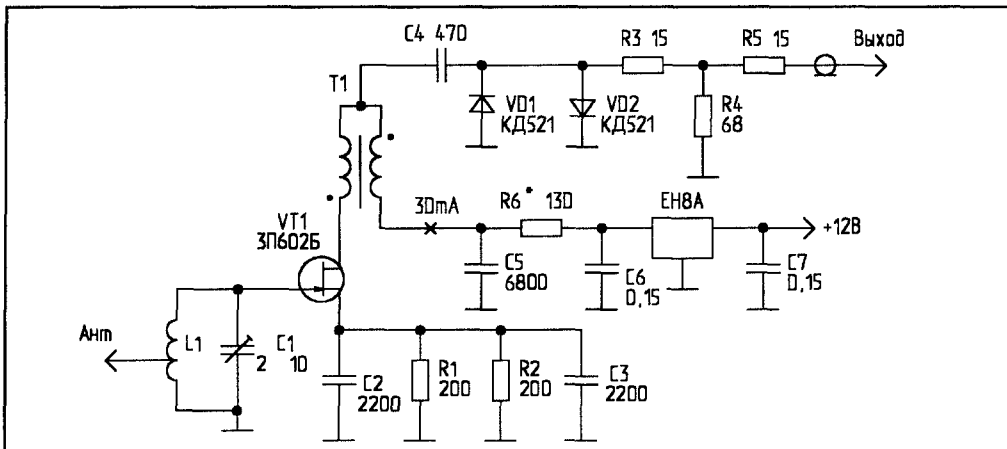 C4 470
R3 15
R5 15
Выход
T1
VD1
КД521
VD2
КД521
R4
68
30mA
R6* 130
ЕН8А
+12В
VT1
3П602Б
C5
6800
C6
0,15
C7
0,15
Ант
L1
C1
2 10
C2
2200
R1
200
R2
200
C3
2200